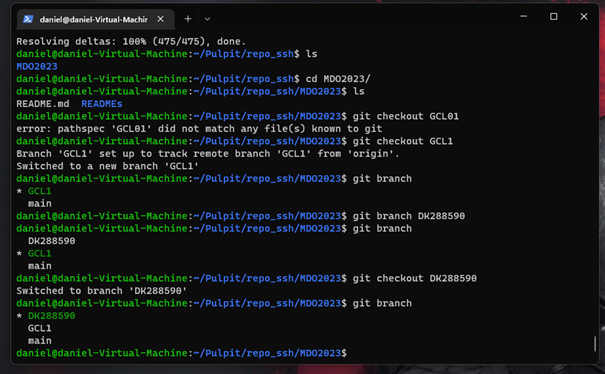 daniel@daniel-Virtual-Machir
Resolving deltas: 100% (475/475), done.
daniel@daniel-Virtual-Machine:~/Pulpit/repo_ssh$ ls
MDO2023
daniel@daniel-Virtual-Machine:~/Pulpit/repo_ssh$ cd MDO2023/
daniel@daniel-Virtual-Machine:~/Pulpit/repo_ssh/MDO2023$ ls
README.md  READMEs
daniel@daniel-Virtual-Machine:~/Pulpit/repo_ssh/MDO2023$ git checkout GCL01
error: pathspec 'GCL01' did not match any file(s) known to git
daniel@daniel-Virtual-Machine:~/Pulpit/repo_ssh/MDO2023$ git checkout GCL1
Branch 'GCL1' set up to track remote branch 'GCL1' from 'origin'.
Switched to a new branch 'GCL1'
daniel@daniel-Virtual-Machine:~/Pulpit/repo_ssh/MDO2023$ git branch
* GCL1
  main
daniel@daniel-Virtual-Machine:~/Pulpit/repo_ssh/MDO2023$ git branch DK288590
daniel@daniel-Virtual-Machine:~/Pulpit/repo_ssh/MDO2023$ git branch
  DK288590
* GCL1
  main
daniel@daniel-Virtual-Machine:~/Pulpit/repo_ssh/MDO2023$ git checkout DK288590
Switched to branch 'DK288590'
daniel@daniel-Virtual-Machine:~/Pulpit/repo_ssh/MDO2023$ git branch
* DK288590
  GCL1
  main
daniel@daniel-Virtual-Machine:~/Pulpit/repo_ssh/MDO2023$